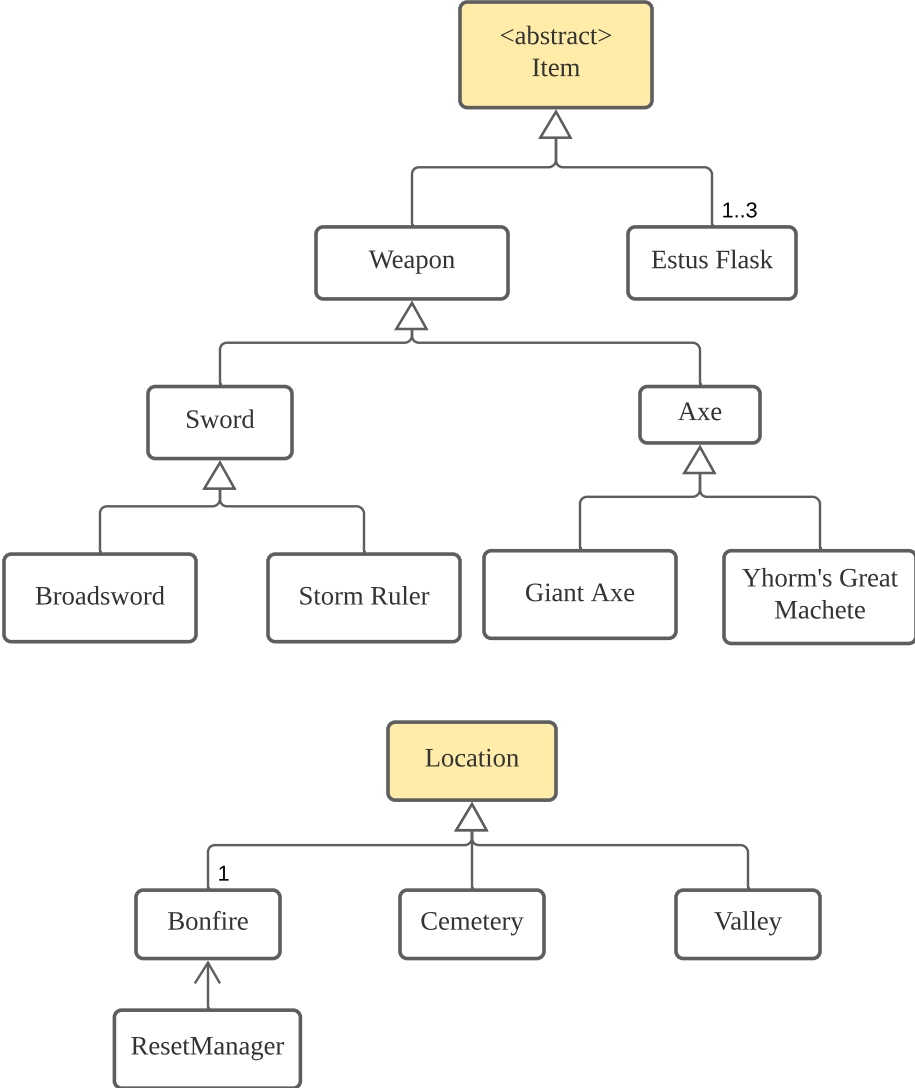 <abstract>
Item
1..3
Weapon
Estus Flask
Sword
Axe
Broadsword
Storm Ruler
Giant Axe
Yhorm's Great
Machete
Location
1
Bonfire
Cemetery
Valley
ResetManager